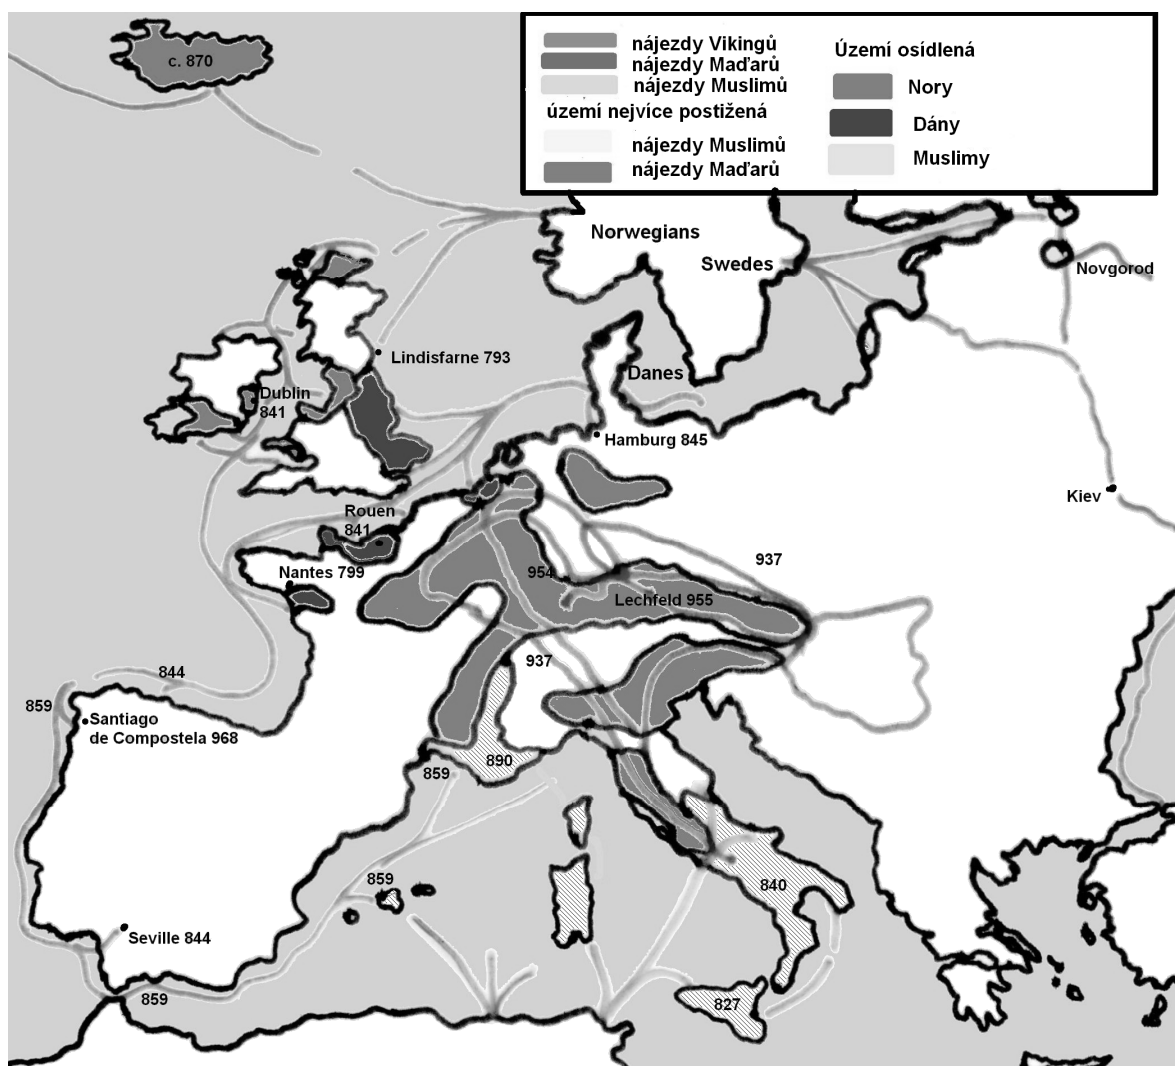 nájezdy Vikingů
nájezdy Maďarů
nájezdy Muslimů
území nejvíce postižená
nájezdy Muslimů
nájezdy Maďarů
Území osídlená
Nory
Dány
Muslimy
c. 870
Norwegians
Swedes
Novgorod
Lindisfarne 793
Danes
Dublin
841
Hamburg 845
Kiev
Rouen
841
937
Nantes 799
954
Lechfeld 955
937
844
859
Santiago
de Compostela 968
890
859
859
840
Seville 844
859
827